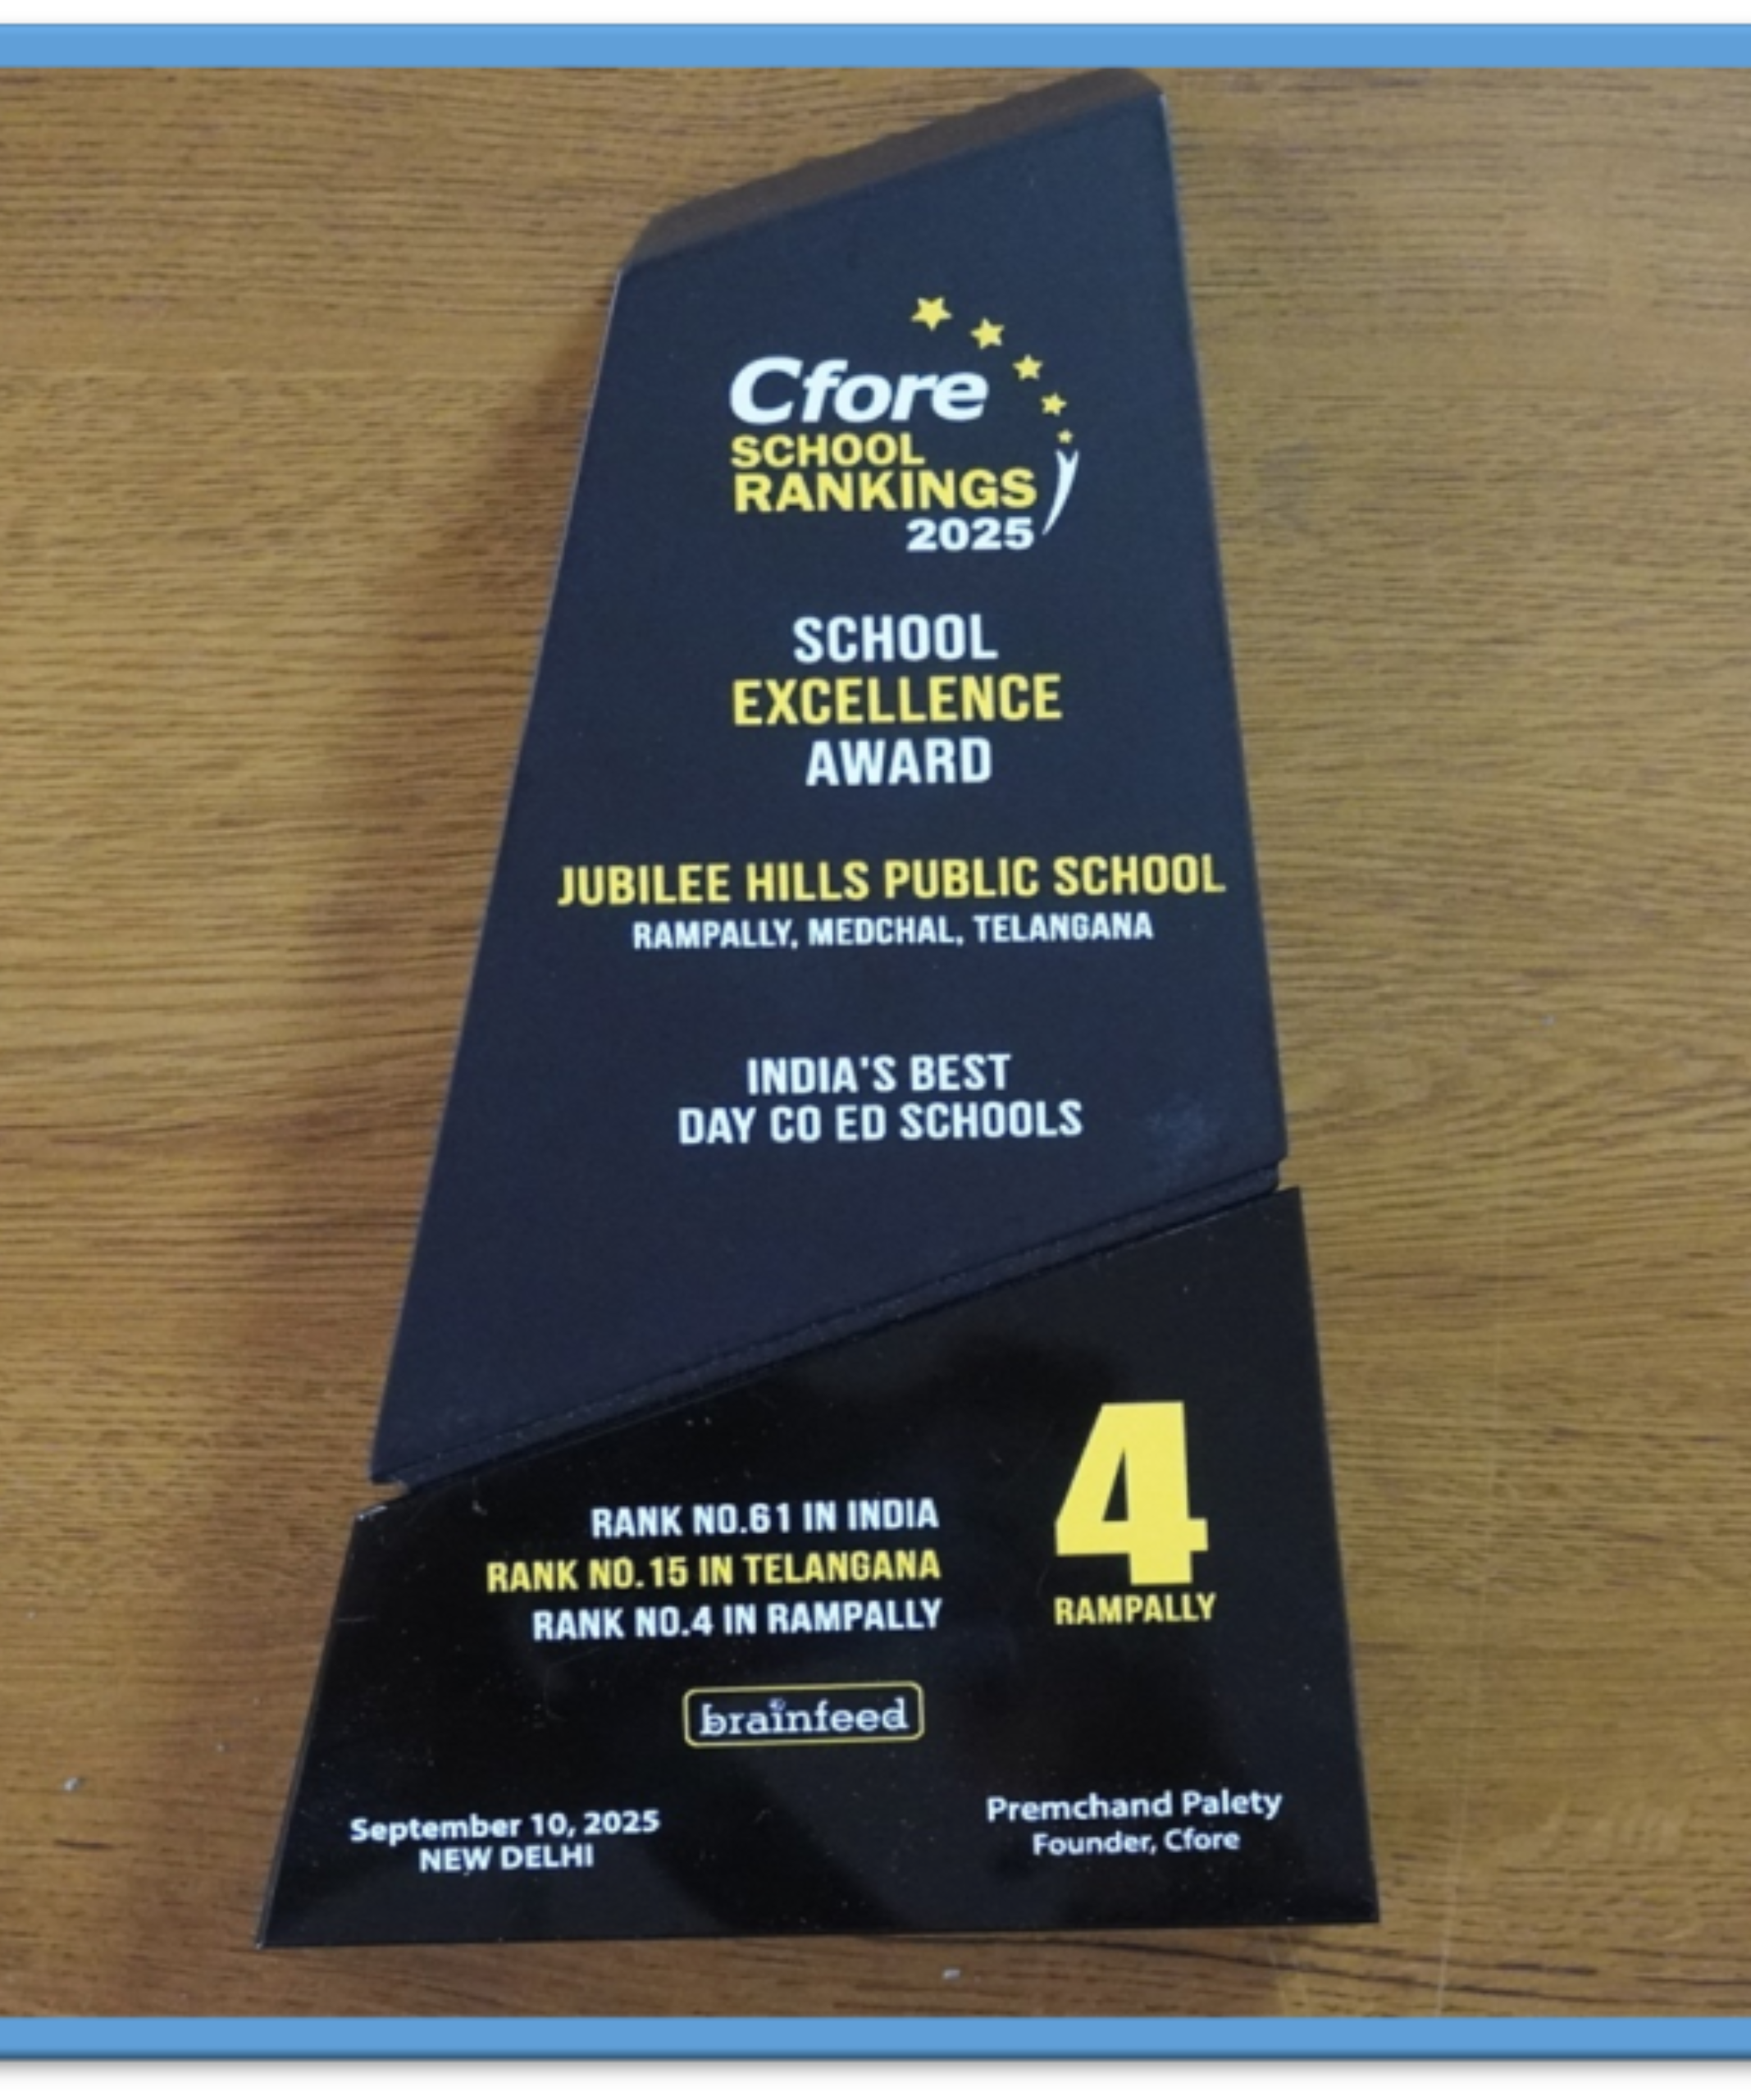 Cfore
SCHOOL
RANKINGS
2025
SCHOOL
EXCELLENCE
AWARD
JUBILEE HILLS PUBLIC SCHOOL
RAMPALLY, MEDCHAL, TELANGANA
INDIA'S BEST
DAY CO ED SCHOOLS
RANK NO.61 IN INDIA
RANK NO.15 IN TELANGANA
RANK NO.4 IN RAMPALLY
4
RAMPALLY
brainfeed
September 10, 2025
NEW DELHI
Premchand Palety
Founder, Cfore